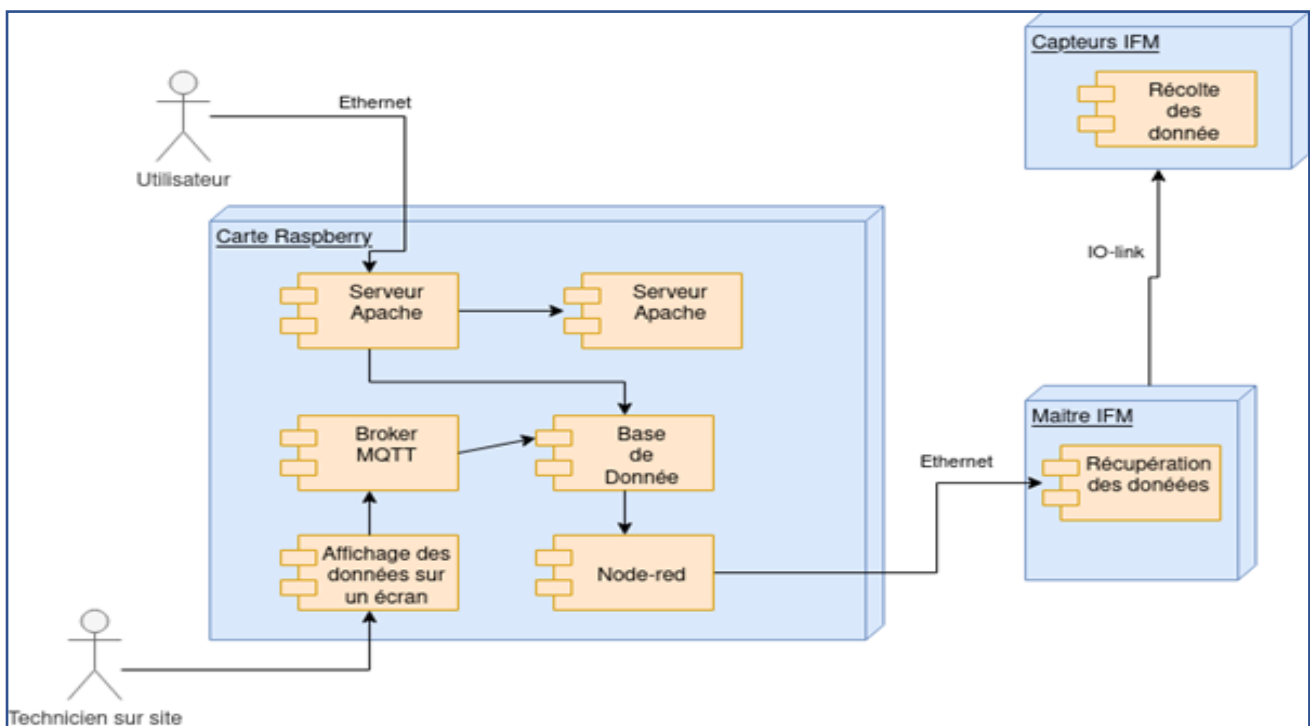 Capteurs IFM
Récolte
des
donnée
Ethernet
Utilisateur
Carte Raspberry
Serveur
Apache
Serveur
Apache
IO-link
Broker
MQTT
Base
de
Donnée
Ethernet
Maitre IFM
Récupération
des donéées
Affichage des
données sur
un écran
Node-red
Technicien sur site